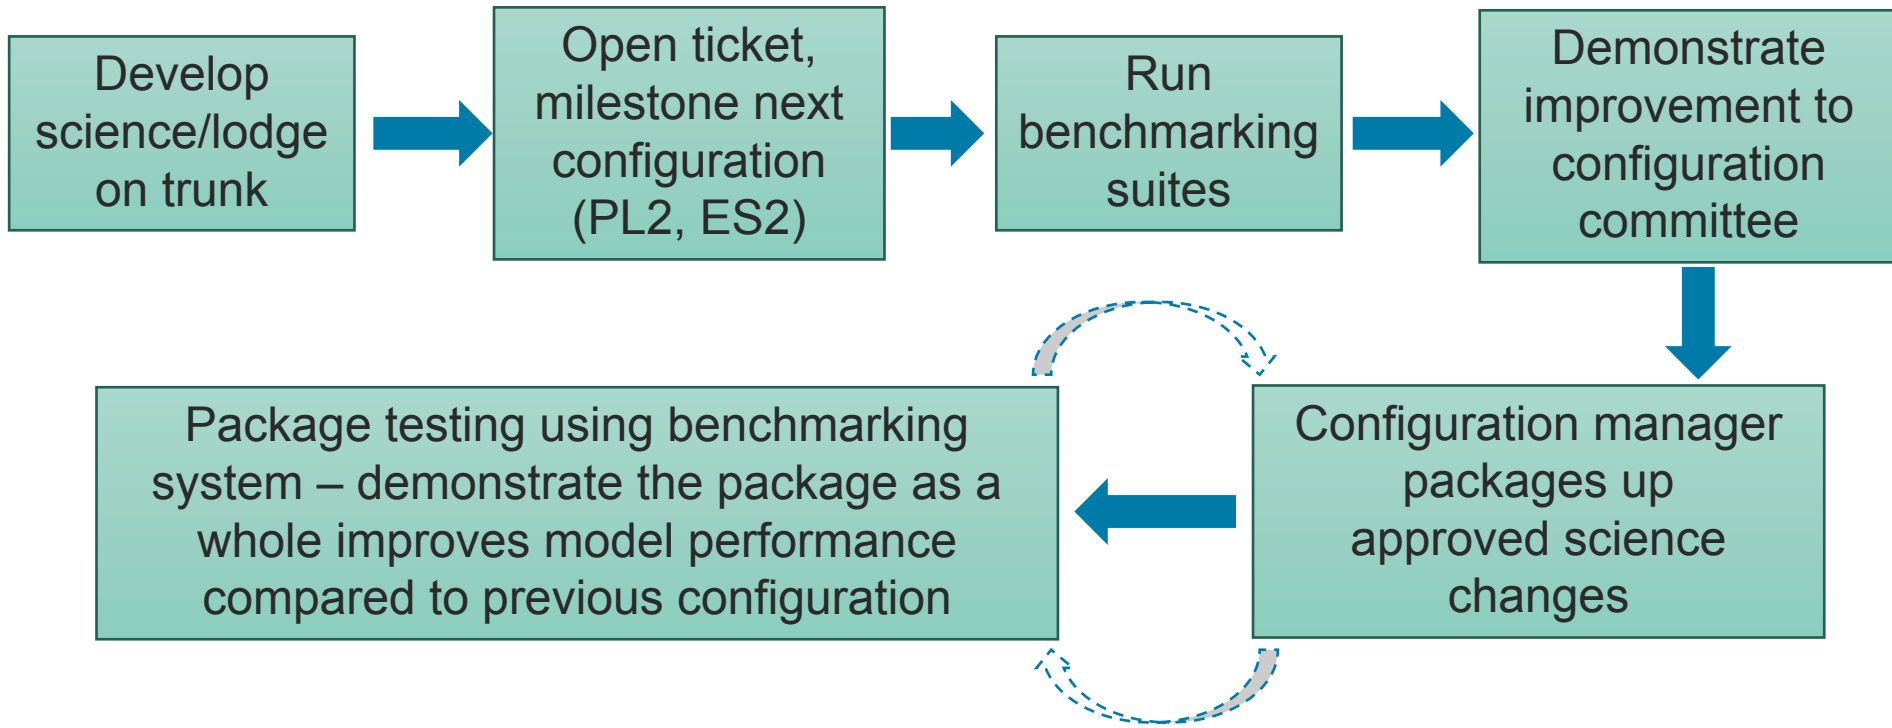 Develop
science/lodge
on trunk
Open ticket,
milestone next
configuration
(PL2, ES2)
Run
benchmarking
suites
Demonstrate
improvement to
configuration
committee
Package testing using benchmarking
system – demonstrate the package as a
whole improves model performance
compared to previous configuration
Configuration manager
packages up
approved science
changes